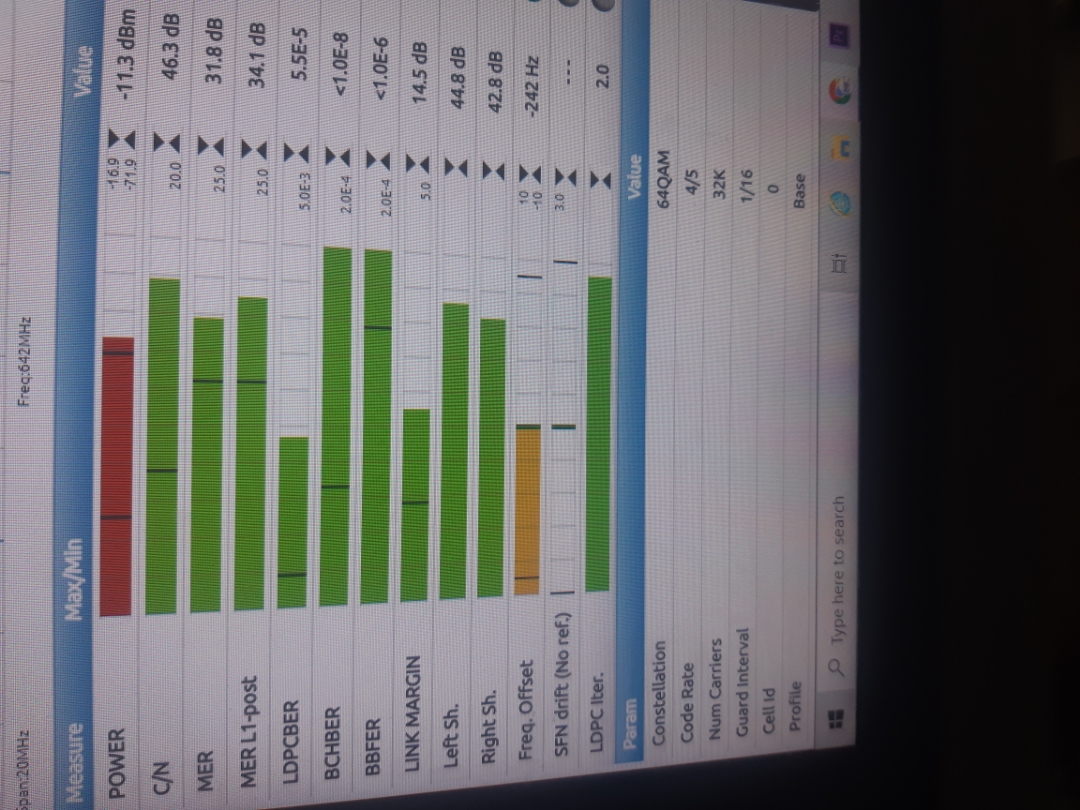 Span:20MHz Freq:642MHz
Measure Max/Min Value
POWER -16.9 -71.9 -11.3 dBm
C/N 20.0 46.3 dB
MER 25.0 31.8 dB
MER L1-post 25.0 34.1 dB
LDPCBER 5.0E-3 5.5E-5
BCHBER 2.0E-4 <1.0E-8
BBFER 2.0E-4 <1.0E-6
LINK MARGIN 5.0 14.5 dB
Left Sh. 44.8 dB
Right Sh. 42.8 dB
Freq. Offset 10 -10 -242 Hz
SFN drift (No ref.) 3.0 ---
LDPC Iter. 2.0
Param Value
Constellation 64QAM
Code Rate 4/5
Num Carriers 32K
Guard Interval 1/16
Cell Id 0
Profile Base
Type here to search Pr